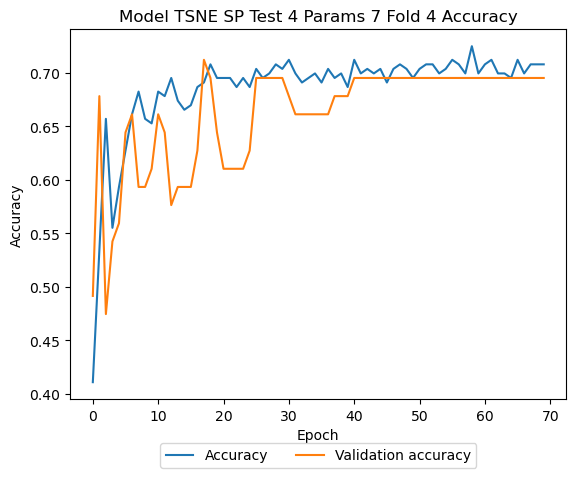 Model TSNE SP Test 4 Params 7 Fold 4 Accuracy
Accuracy
0.70
0.65
0.60
0.55
0.50
0.45
0.40
0 10 20 30 40 50 60 70
Epoch
Accuracy Validation accuracy